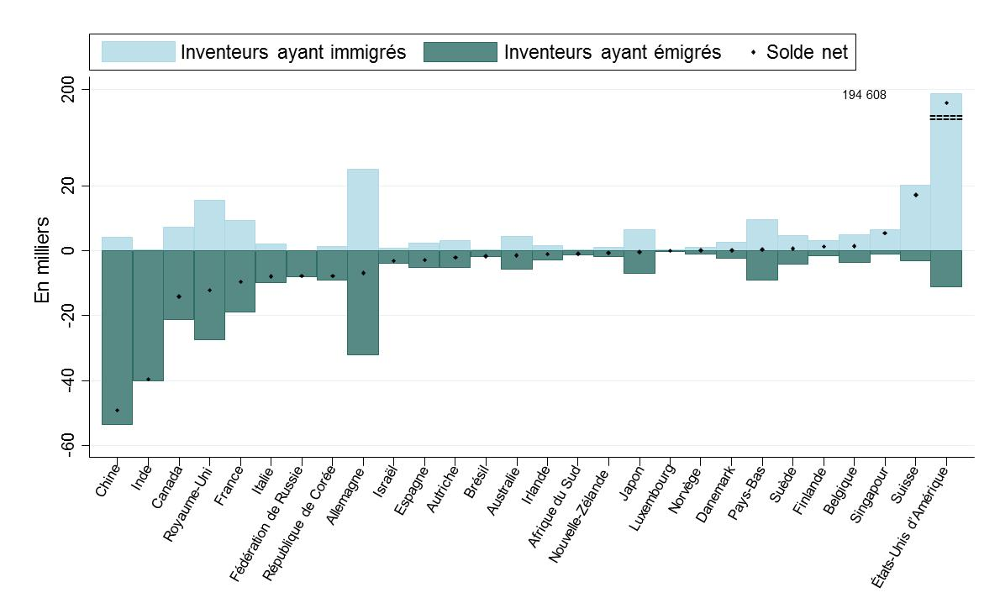 Inventeurs ayant immigrés
Inventeurs ayant émigrés
Solde net
200
20
0
-20
-40
-60
En milliers
194 608
Chine
Inde
Canada
Royaume-Uni
France
Italie
Fédération de Russie
République de Corée
Allemagne
Israël
Espagne
Autriche
Brésil
Australie
Irlande
Afrique du Sud
Nouvelle-Zélande
Japon
Luxembourg
Norvège
Danemark
Pays-Bas
Suède
Finlande
Belgique
Singapour
Suisse
États-Unis d'Amérique